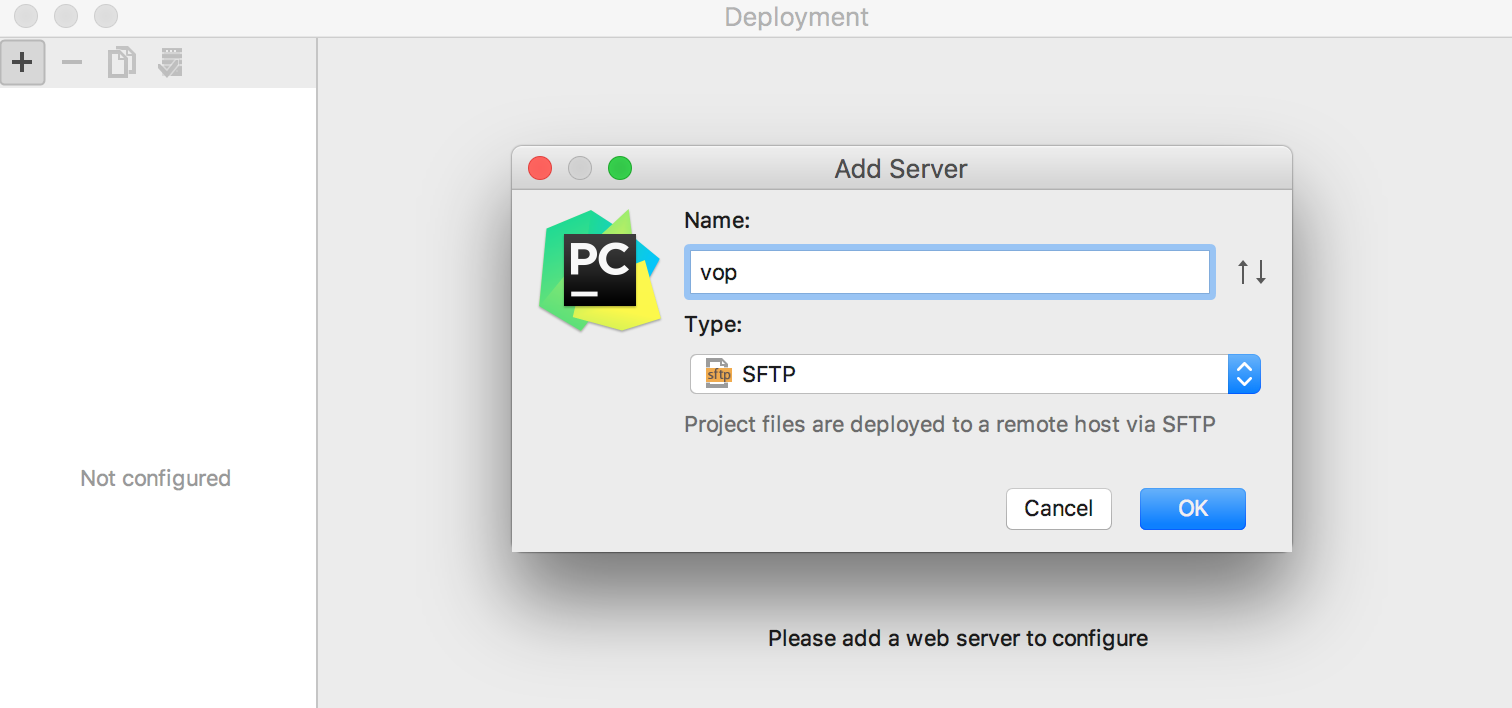 Deployment
Add Server
PC
Name:
vop
Type:
sftp SFTP
Project files are deployed to a remote host via SFTP
Not configured
Cancel OK
Please add a web server to configure